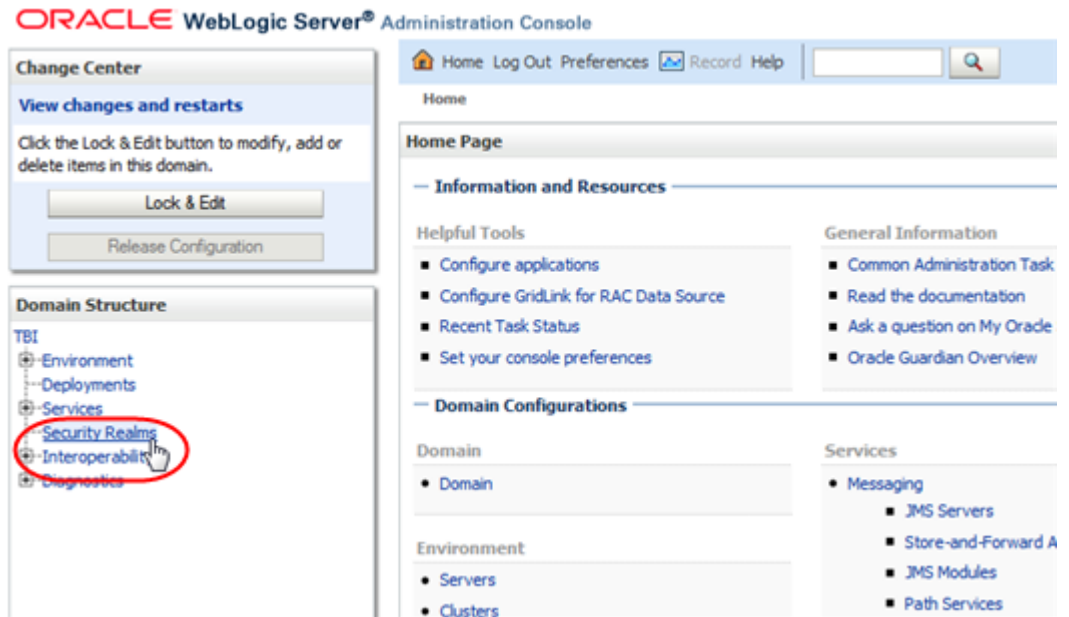 ORACLE WebLogic Server® Administration Console
Change Center
View changes and restarts
Click the Lock & Edit button to modify, add or
delete items in this domain.
Lock & Edit
Release Configuration
Domain Structure
TBI
Environment
Deployments
Services
Security Realms
Interoperability
Diagnostics
Home Log Out Preferences Record Help
Home
Home Page
Information and Resources
Helpful Tools
Configure applications
Configure GridLink for RAC Data Source
Recent Task Status
Set your console preferences
General Information
Common Administration Task
Read the documentation
Ask a question on My Oracle
Oracle Guardian Overview
Domain Configurations
Domain
Domain
Environment
Servers
Clusters
Services
Messaging
JMS Servers
Store-and-Forward A
JMS Modules
Path Services